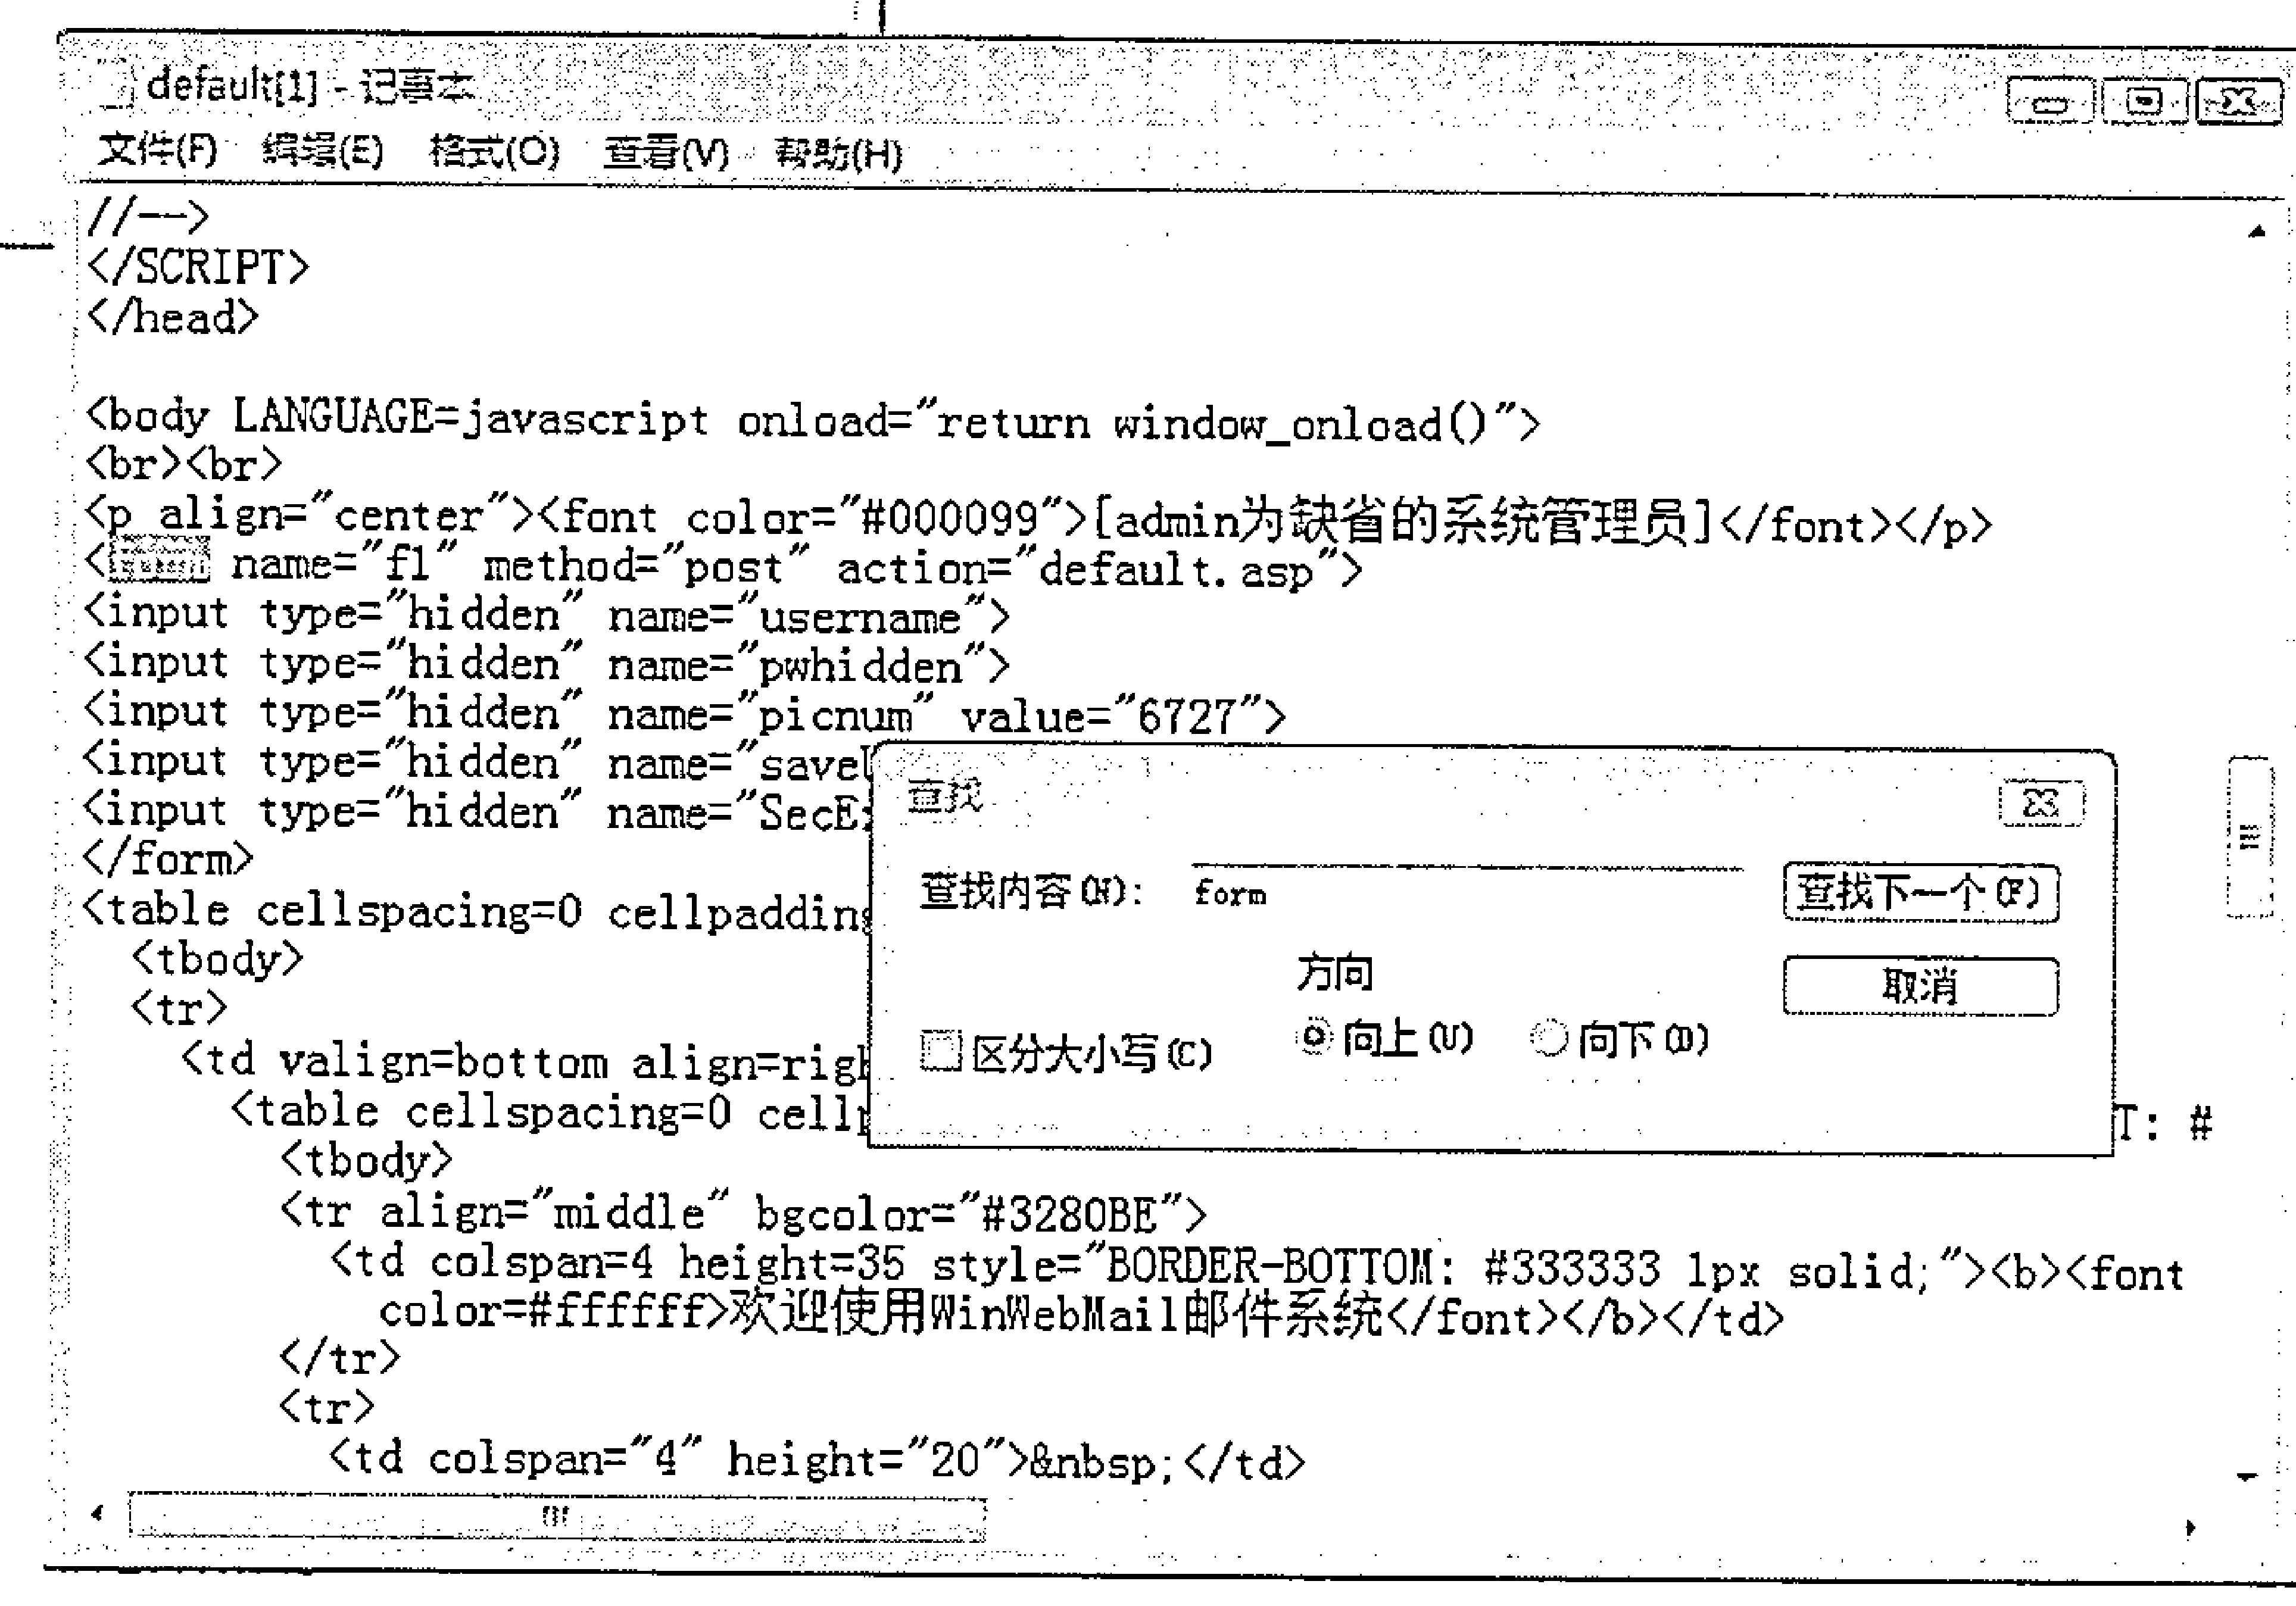 default[1] - 记事本
文件(F) 编辑(E) 格式(O) 查看(V) 帮助(H)
//-->
</SCRIPT>
</head>
<body LANGUAGE=javascript onload="return window_onload()">
<br><br>
<p align="center"><font color="#000099">[admin为缺省的系统管理员]</font></p>
<form name="f1" method="post" action="default.asp">
<input type="hidden" name="username">
<input type="hidden" name="pwhidden">
<input type="hidden" name="picnum" value="6727">
<input type="hidden" name="save
<input type="hidden" name="SecE
</form>
<table cellspacing=0 cellpadding
<tbody>
<tr>
<td valign=bottom align=righ
<table cellspacing=0 cellp
T: #
<tbody>
<tr align="middle" bgcolor="#3280BE">
<td colspan=4 height=35 style="BORDER-BOTTOM: #333333 1px solid;"><b><font
color=#ffffff>欢迎使用WinWebMail邮件系统</font></b></td>
</tr>
<tr>
<td colspan="4" height="20">&nbsp;</td>
查找
查找内容(N): form
查找下一个(F)
方向
取消
区分大小写(C) 向上(U) 向下(D)